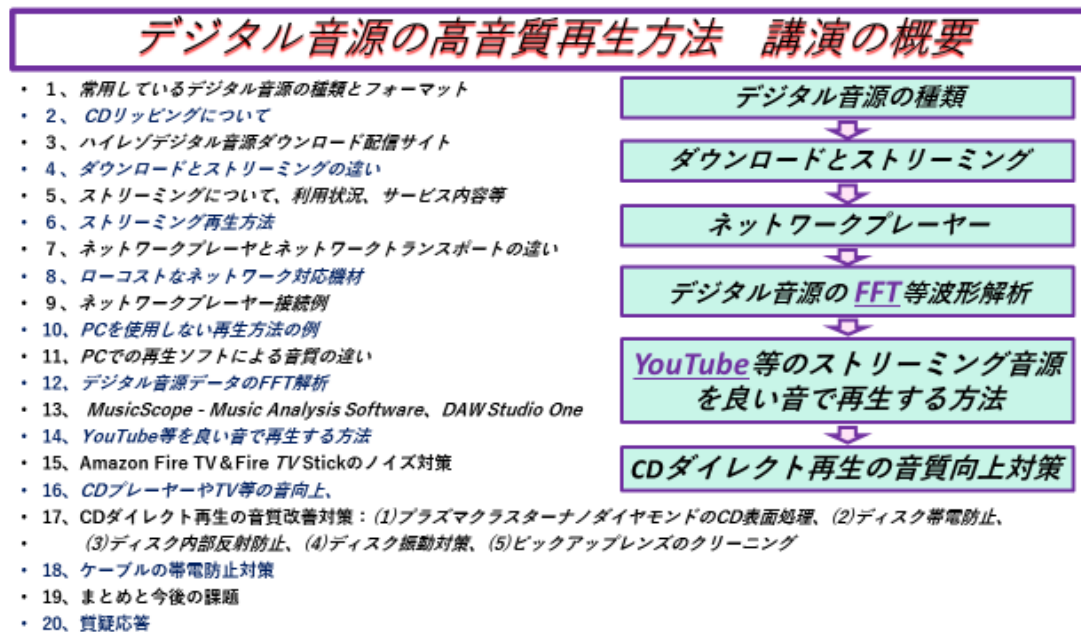 デジタル音源の高音質再生方法　講演の概要
・ 1、常用しているデジタル音源の種類とフォーマット
・ 2、 CDリッピングについて
・ 3、ハイレゾデジタル音源ダウンロード配信サイト
・ 4、ダウンロードとストリーミングの違い
・ 5、ストリーミングについて、利用状況、サービス内容等
・ 6、ストリーミング再生方法
・ 7、ネットワークプレーヤとネットワークトランスポートの違い
・ 8、ローコストなネットワーク対応機材
・ 9、ネットワークプレーヤー接続例
・ 10、PCを使用しない再生方法の例
・ 11、PCでの再生ソフトによる音質の違い
・ 12、デジタル音源データのFFT解析
・ 13、 MusicScope - Music Analysis Software、DAW Studio One
・ 14、YouTube等を良い音で再生する方法
・ 15、Amazon Fire TV＆Fire TV Stickのノイズ対策
・ 16、CDプレーヤーやTV等の音向上、
・ 17、CDダイレクト再生の音質改善対策：(1)プラズマクラスターナノダイヤモンドのCD表面処理、(2)ディスク帯電防止、
・ (3)ディスク内部反射防止、(4)ディスク振動対策、(5)ピックアップレンズのクリーニング
・ 18、ケーブルの帯電防止対策
・ 19、まとめと今後の課題
・ 20、質疑応答
デジタル音源の種類
ダウンロードとストリーミング
ネットワークプレーヤー
デジタル音源の FFT等波形解析
YouTube等のストリーミング音源
を良い音で再生する方法
CDダイレクト再生の音質向上対策